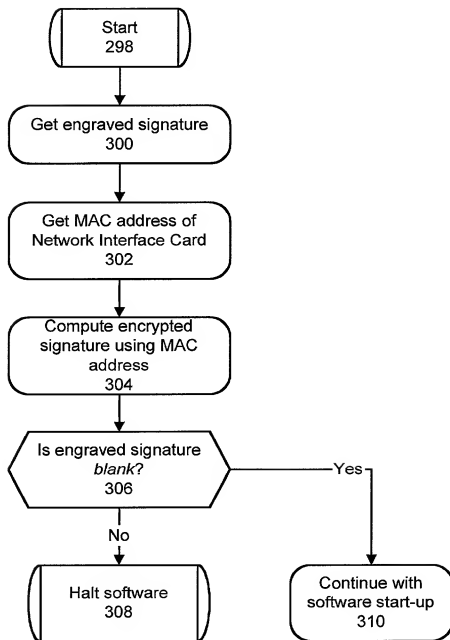 Start
298
Get engraved signature
300
Get MAC address of
Network Interface Card
302
Compute encrypted
signature using MAC
address
304
Is engraved signature
blank?
306
Yes
No
Halt software
308
Continue with
software start-up
310